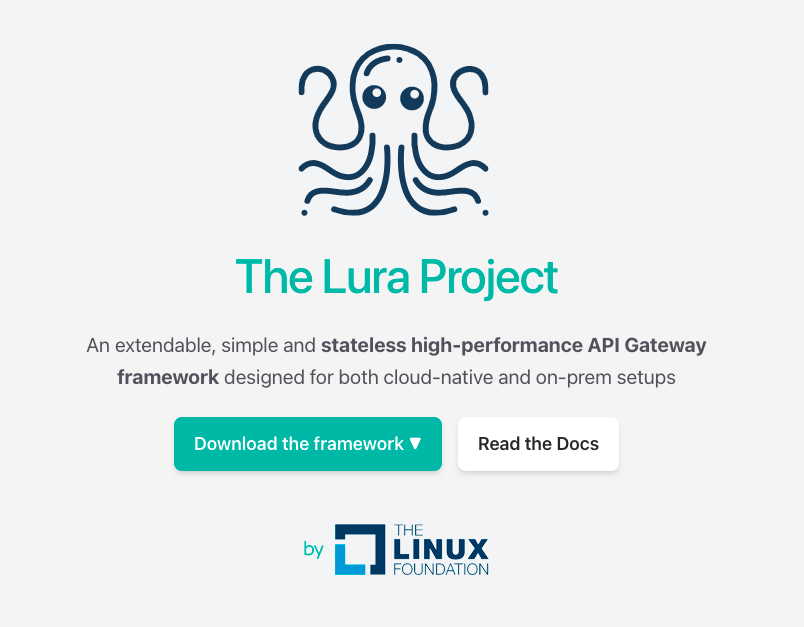 The Lura Project
An extendable, simple and stateless high-performance API Gateway
framework designed for both cloud-native and on-prem setups
Download the framework ▼
Read the Docs
by
THE
LINUX
FOUNDATION